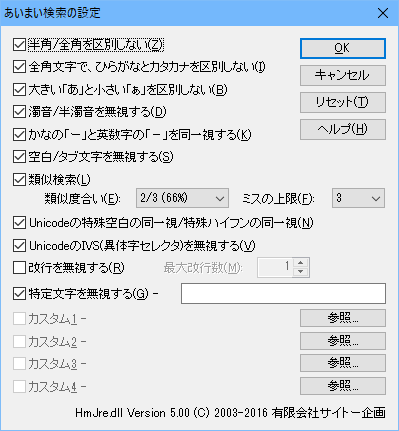 あいまい検索の設定
半角/全角を区別しない(Z)
OK
全角文字で、ひらがなとカタカナを区別しない(I)
キャンセル
大きい「あ」と小さい「ぁ」を区別しない(B)
リセット(T)
濁音/半濁音を無視する(D)
ヘルプ(H)
かなの「ー」と英数字の「-」を同一視する(K)
空白/タブ文字を無視する(S)
類似検索(L)
類似度合い(E): 2/3 (66%) ミスの上限(F): 3
Unicodeの特殊空白の同一視/特殊ハイフンの同一視(N)
UnicodeのIVS(異体字セレクタ)を無視する(V)
改行を無視する(R) 最大改行数(M): 1
特定文字を無視する(G) -
カスタム1 - 参照...
カスタム2 - 参照...
カスタム3 - 参照...
カスタム4 - 参照...
HmJre.dll Version 5.00 (C) 2003-2016 有限会社サイトー企画